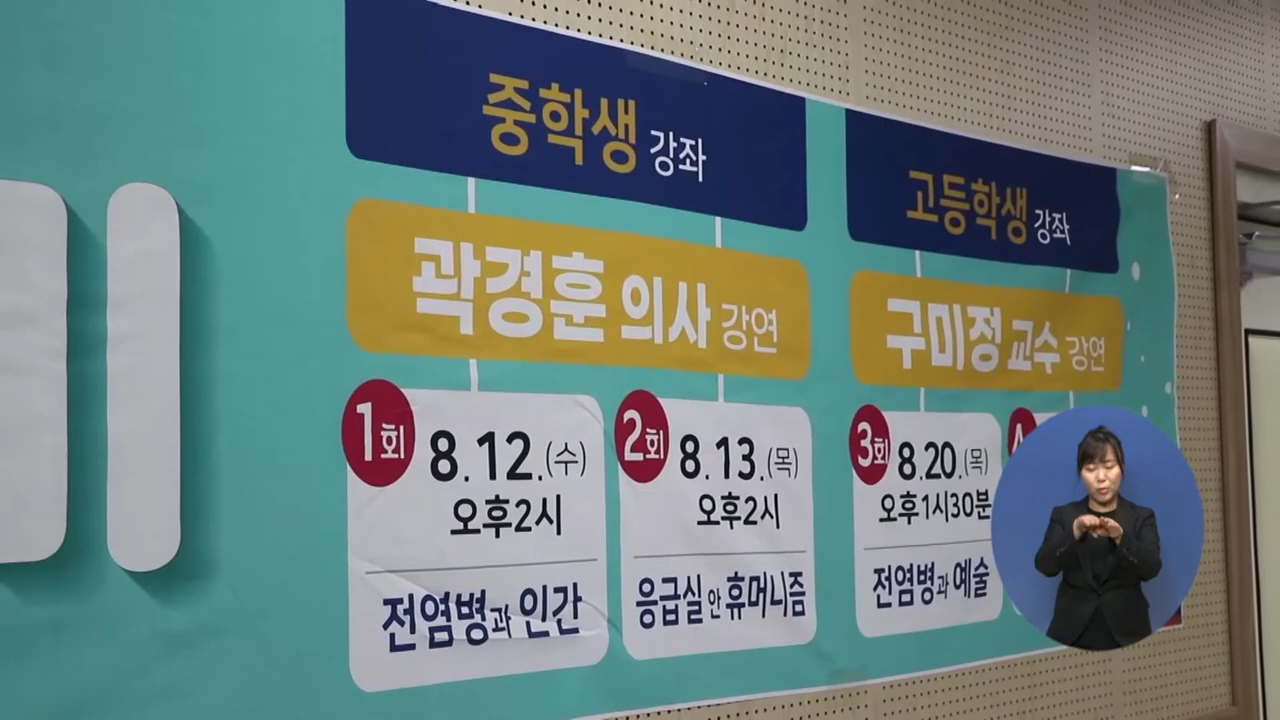 중학생 강좌
곽경훈 의사 강연
1회
8.12.(수)
오후2시
전염병과 인간
2회
8.13.(목)
오후2시
응급실 안 휴머니즘
고등학생 강좌
구미정 교수 강연
3회
8.20.(목)
오후1시30분
전염병과 예술